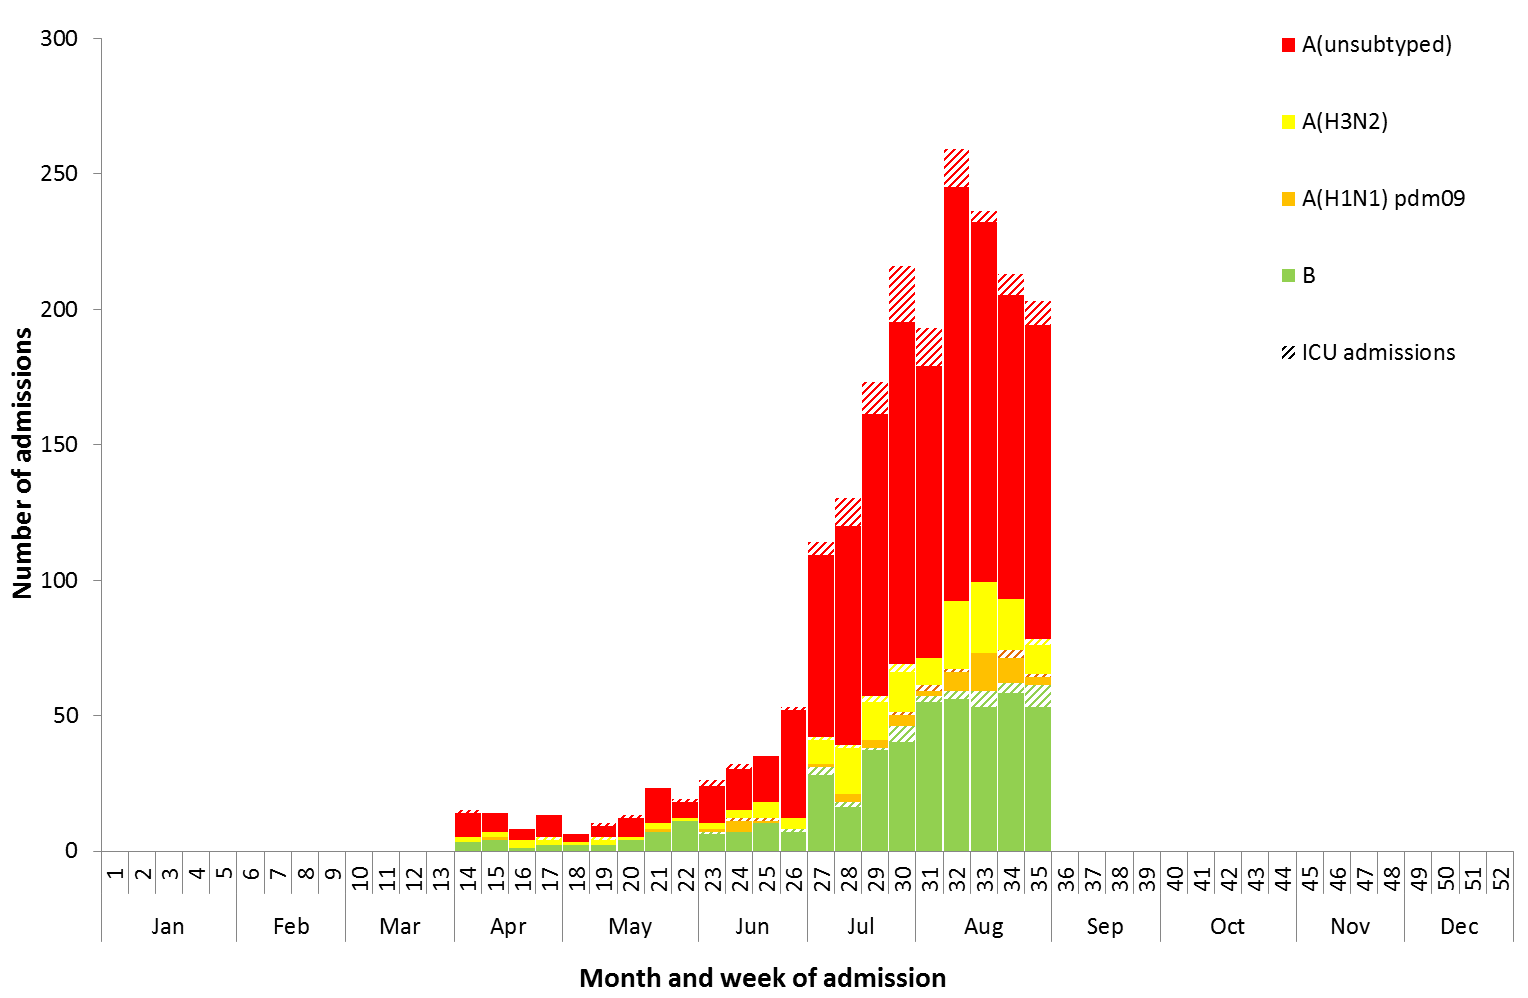 300
250
200
150
100
50
0
Number of admissions
A(unsubtyped)
A(H3N2)
A(H1N1) pdm09
B
ICU admissions
1 2 3 4 5 6 7 8 9 10 11 12 13 14 15 16 17 18 19 20 21 22 23 24 25 26 27 28 29 30 31 32 33 34 35 36 37 38 39 40 41 42 43 44 45 46 47 48 49 50 51 52
Jan Feb Mar Apr May Jun Jul Aug Sep Oct Nov Dec
Month and week of admission